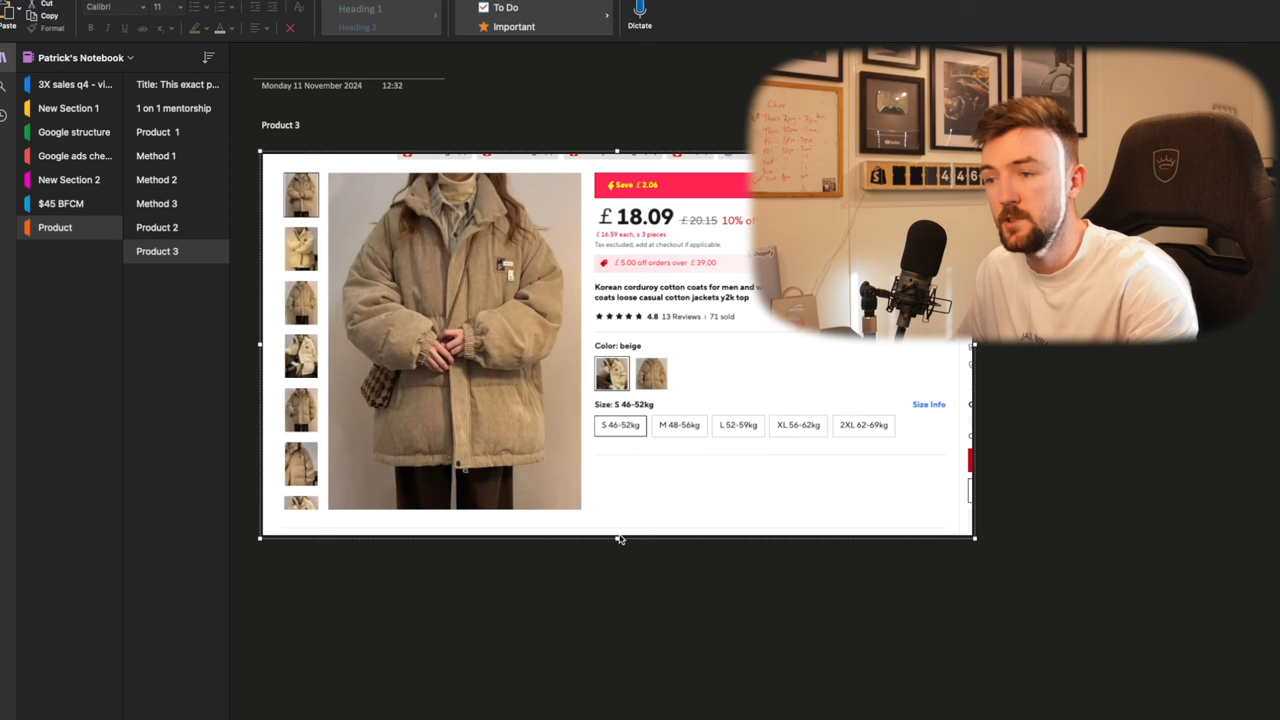 Cut
Calibri
11
Heading 1
To Do
Paste
Copy
Format
B I U ab
Heading 2
Important
Dictate
Patrick's Notebook
3X sales q4 - vi...
New Section 1
Google structure
Google ads che...
New Section 2
$45 BFCM
Product
Title: This exact p...
1 on 1 mentorship
Product 1
Method 1
Method 2
Method 3
Product 2
Product 3
Monday 11 November 2024 12:32
Product 3
Save £2.06
£18.09 £20.15 10% of
£16.59 each, ≥ 3 pieces
Tax excluded, add at checkout if applicable.
£5.00 off orders over £39.00
Korean corduroy cotton coats for men and w
coats loose casual cotton jackets y2k top
4.8 13 Reviews | 71 sold
Color: beige
Size: S 46-52kg
Size Info
S 46-52kg
M 48-56kg
L 52-59kg
XL 56-62kg
2XL 62-69kg
4 4 6
shopify